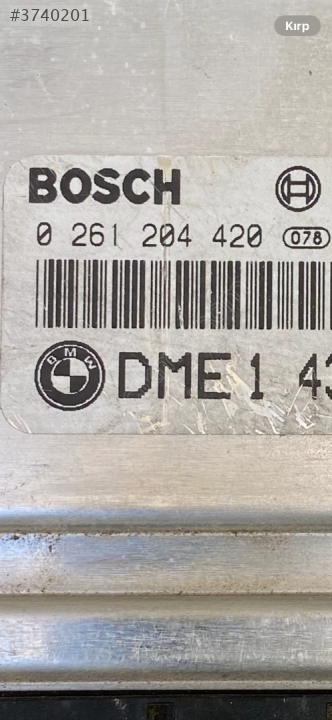 #3740201
Kırp
BOSCH
0 261 204 420 078
BMW DME 1 43